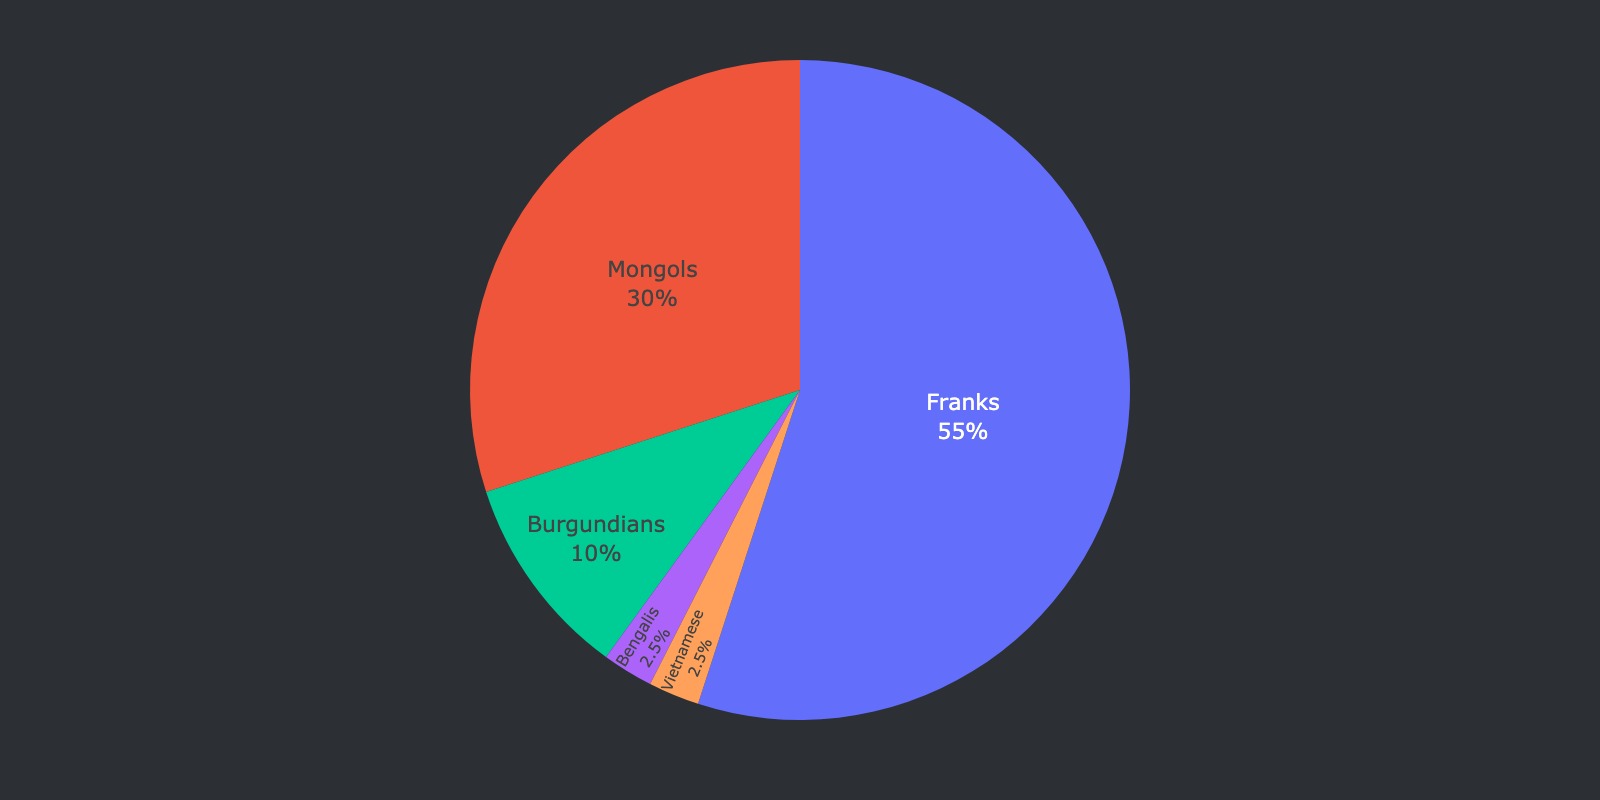 Mongols
30%
Franks
55%
Burgundians
10%
Bengalis
2.5%
Vietnamese
2.5%